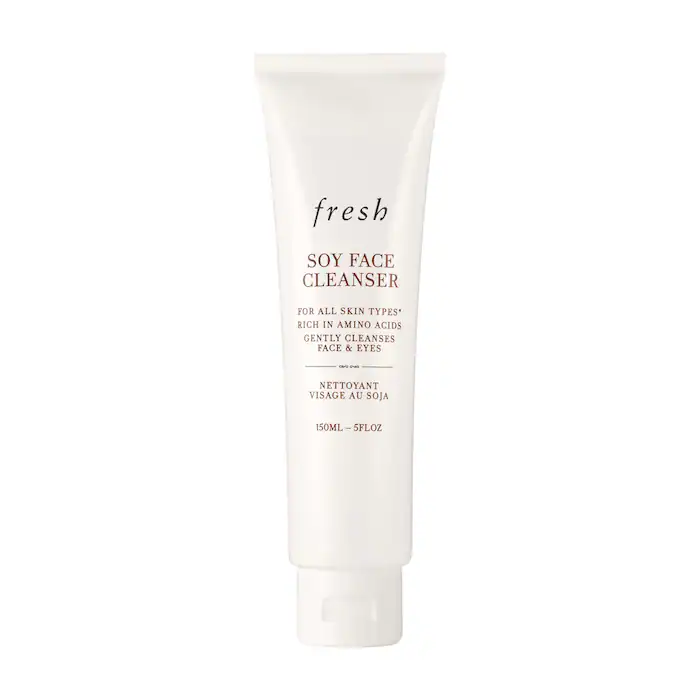 fresh
SOY FACE
CLEANSER
FOR ALL SKIN TYPES*
RICH IN AMINO ACIDS
GENTLY CLEANSES
FACE & EYES
NETTOYANT
VISAGE AU SOJA
150ML – 5FLOZ